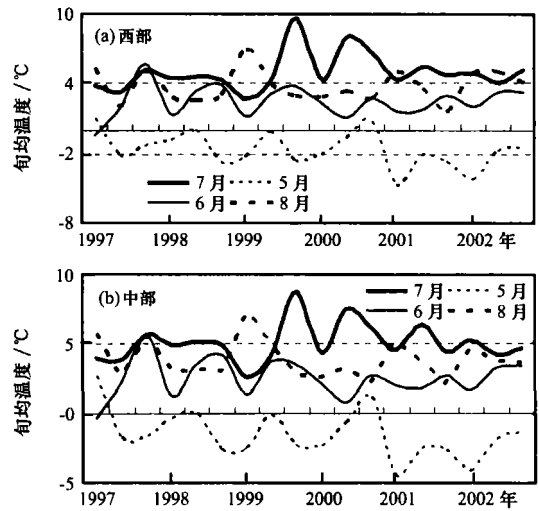 10
(a) 西部
4
旬均温度 / ℃
-2
7月 5月
6月 8月
-8
1997 1998 1999 2000 2001 2002 年
10
(b) 中部
7月 5月
6月 8月
5
旬均温度 / ℃
-0
-5
1997 1998 1999 2000 2001 2002 年